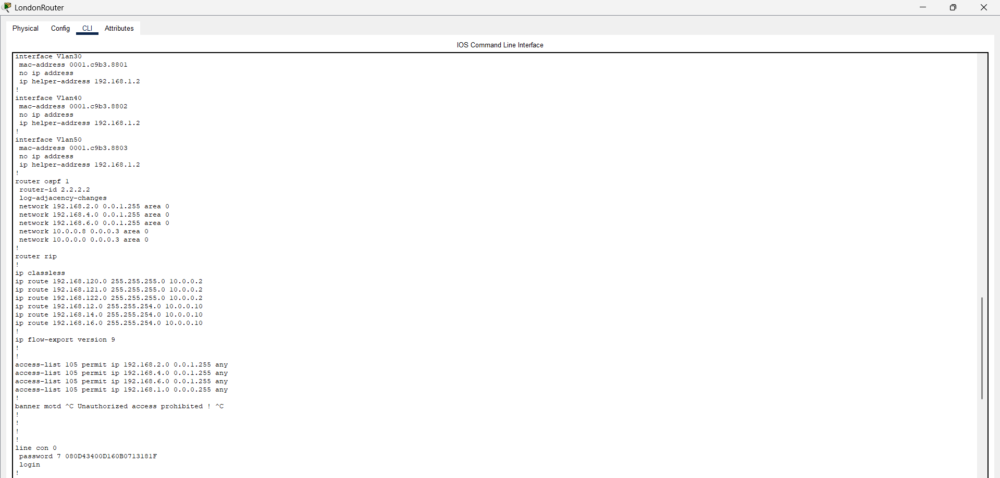 LondonRouter
Physical Config CLI Attributes
IOS Command Line Interface
interface Vlan30
 mac-address 0001.c9b3.8801
 no ip address
 ip helper-address 192.168.1.2
!
interface Vlan40
 mac-address 0001.c9b3.8802
 no ip address
 ip helper-address 192.168.1.2
!
interface Vlan50
 mac-address 0001.c9b3.8803
 no ip address
 ip helper-address 192.168.1.2
!
router ospf 1
 router-id 2.2.2.2
 log-adjacency-changes
 network 192.168.2.0 0.0.1.255 area 0
 network 192.168.4.0 0.0.1.255 area 0
 network 192.168.6.0 0.0.1.255 area 0
 network 10.0.0.8 0.0.0.3 area 0
 network 10.0.0.0 0.0.0.3 area 0
!
router rip
!
ip classless
ip route 192.168.120.0 255.255.255.0 10.0.0.2
ip route 192.168.121.0 255.255.255.0 10.0.0.2
ip route 192.168.122.0 255.255.255.0 10.0.0.2
ip route 192.168.12.0 255.255.254.0 10.0.0.10
ip route 192.168.14.0 255.255.254.0 10.0.0.10
ip route 192.168.16.0 255.255.254.0 10.0.0.10
!
ip flow-export version 9
!
!
access-list 105 permit ip 192.168.2.0 0.0.1.255 any
access-list 105 permit ip 192.168.4.0 0.0.1.255 any
access-list 105 permit ip 192.168.6.0 0.0.1.255 any
access-list 105 permit ip 192.168.1.0 0.0.0.255 any
!
banner motd ^C Unauthorized access prohibited ! ^C
!
!
!
!
line con 0
 password 7 080D43400D160B0713181F
 login
!